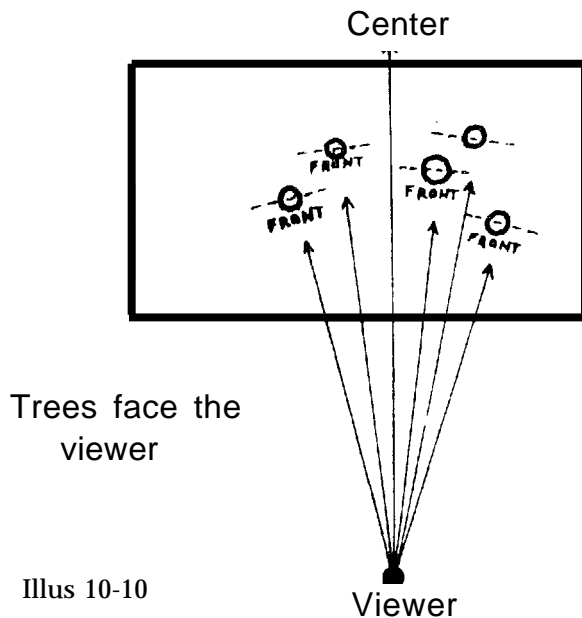 Center
FRONT
FRONT
FRONT
FRONT
Trees face the
viewer
Illus 10-10
Viewer